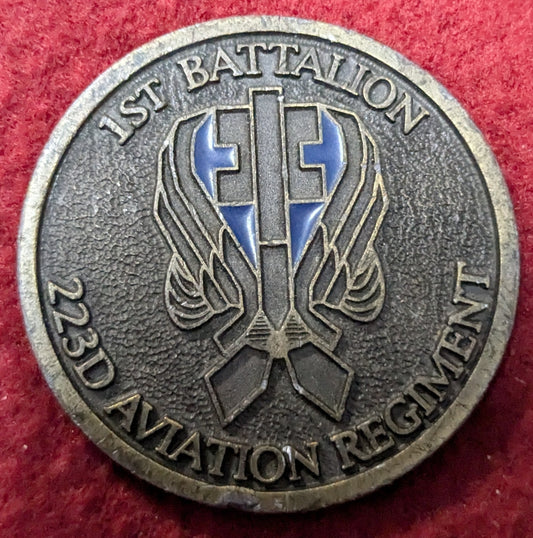 1ST BATTALION
223D AVIATION REGIMENT